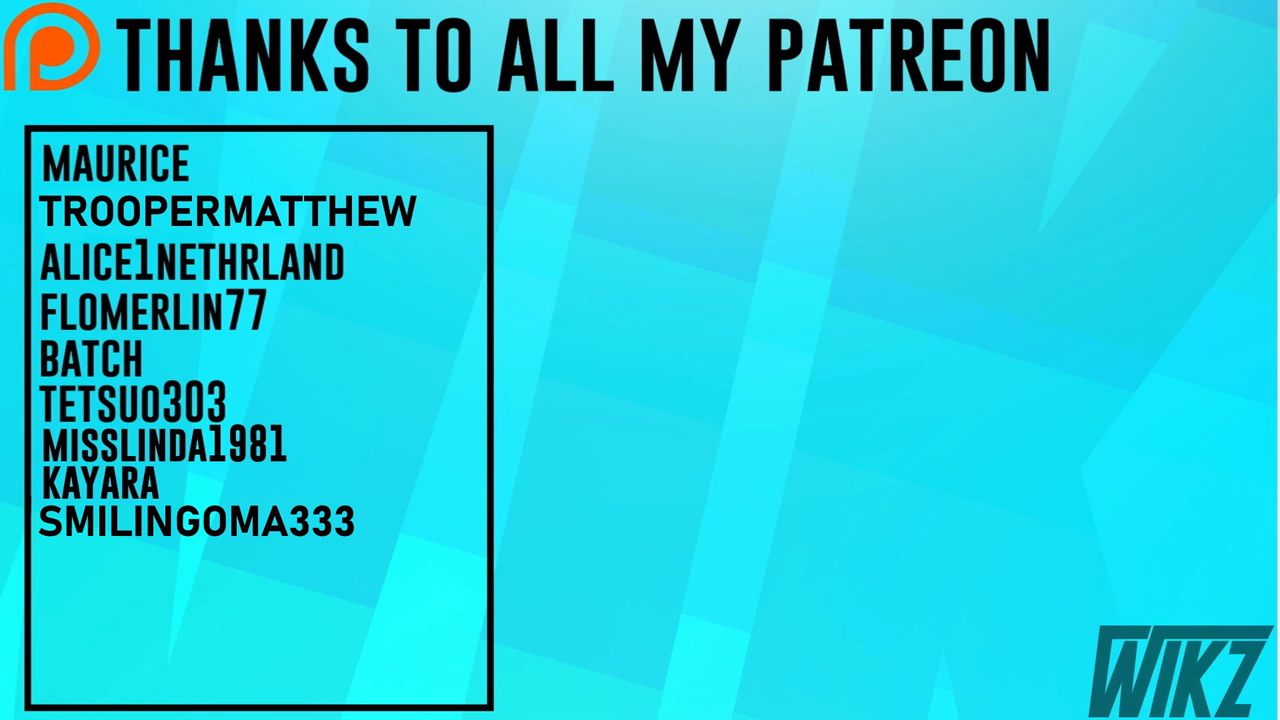 THANKS TO ALL MY PATREON
MAURICE
TROOPERMATTHEW
ALICE1NETHRLAND
FLOMERLIN77
BATCH
TETSUO303
MISSLINDA1981
KAYARA
SMILINGOMA333
WIKZ